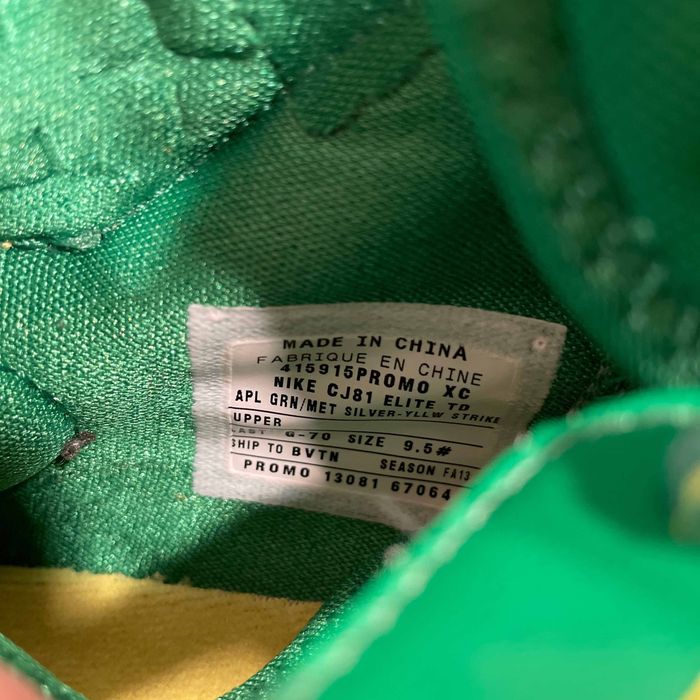 MADE IN CHINA
FABRIQUE EN CHINE
415915PROMO XC
NIKE CJ81 ELITE TD
APL GRN/MET SILVER-YLLW STRIKE
UPPER
LAST G-70 SIZE 9.5#
SHIP TO BVTN SEASON FA13
PROMO 13081 67064